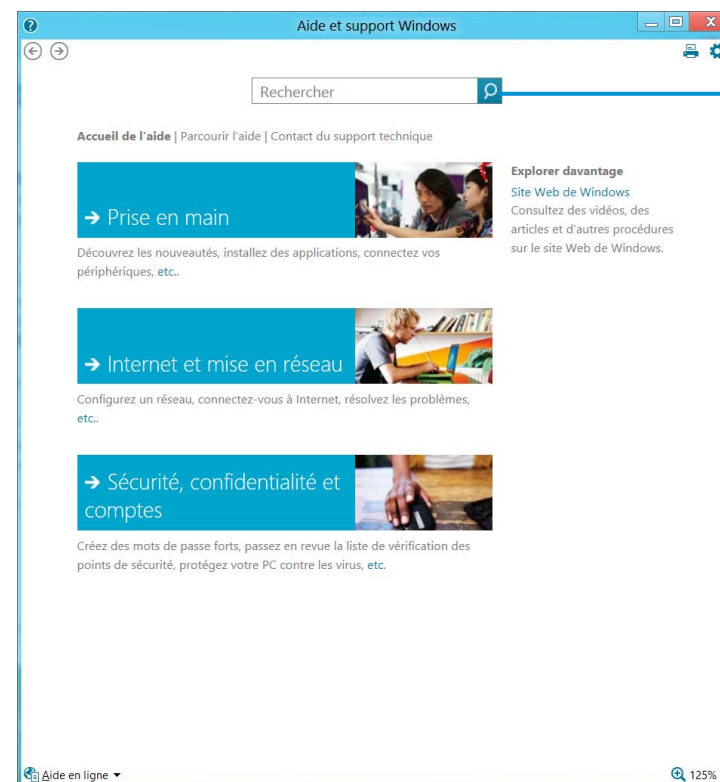 Aide et support Windows
Rechercher
Accueil de l'aide | Parcourir l'aide | Contact du support technique
→ Prise en main
Découvrez les nouveautés, installez des applications, connectez vos
périphériques, etc..
→ Internet et mise en réseau
Configurez un réseau, connectez-vous à Internet, résolvez les problèmes,
etc..
→ Sécurité, confidentialité et
comptes
Créez des mots de passe forts, passez en revue la liste de vérification des
points de sécurité, protégez votre PC contre les virus, etc.
Explorer davantage
Site Web de Windows
Consultez des vidéos, des
articles et d'autres procédures
sur le site Web de Windows.
Aide en ligne
125%